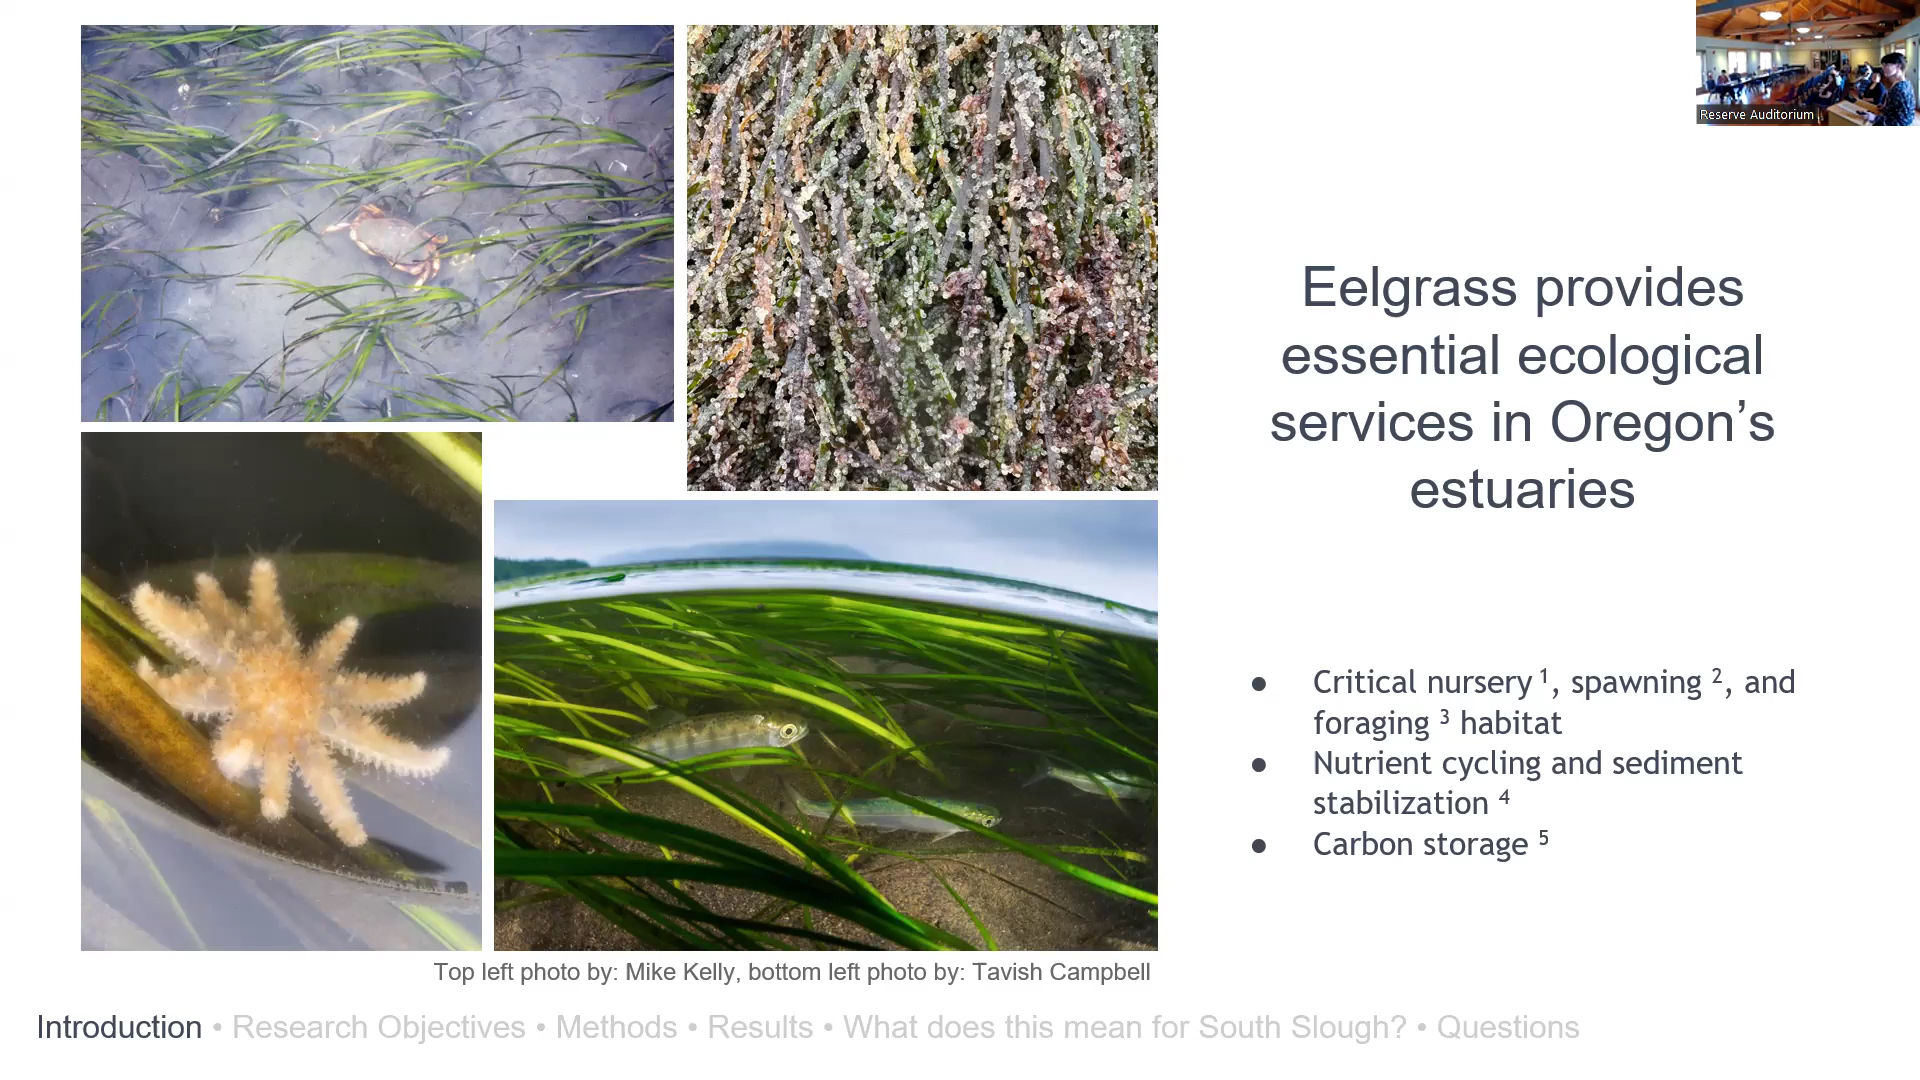 Reserve Auditorium
Eelgrass provides
essential ecological
services in Oregon’s
estuaries
● Critical nursery ¹, spawning ², and
foraging ³ habitat
● Nutrient cycling and sediment
stabilization ⁴
● Carbon storage ⁵
Top left photo by: Mike Kelly, bottom left photo by: Tavish Campbell
Introduction • Research Objectives • Methods • Results • What does this mean for South Slough? • Questions